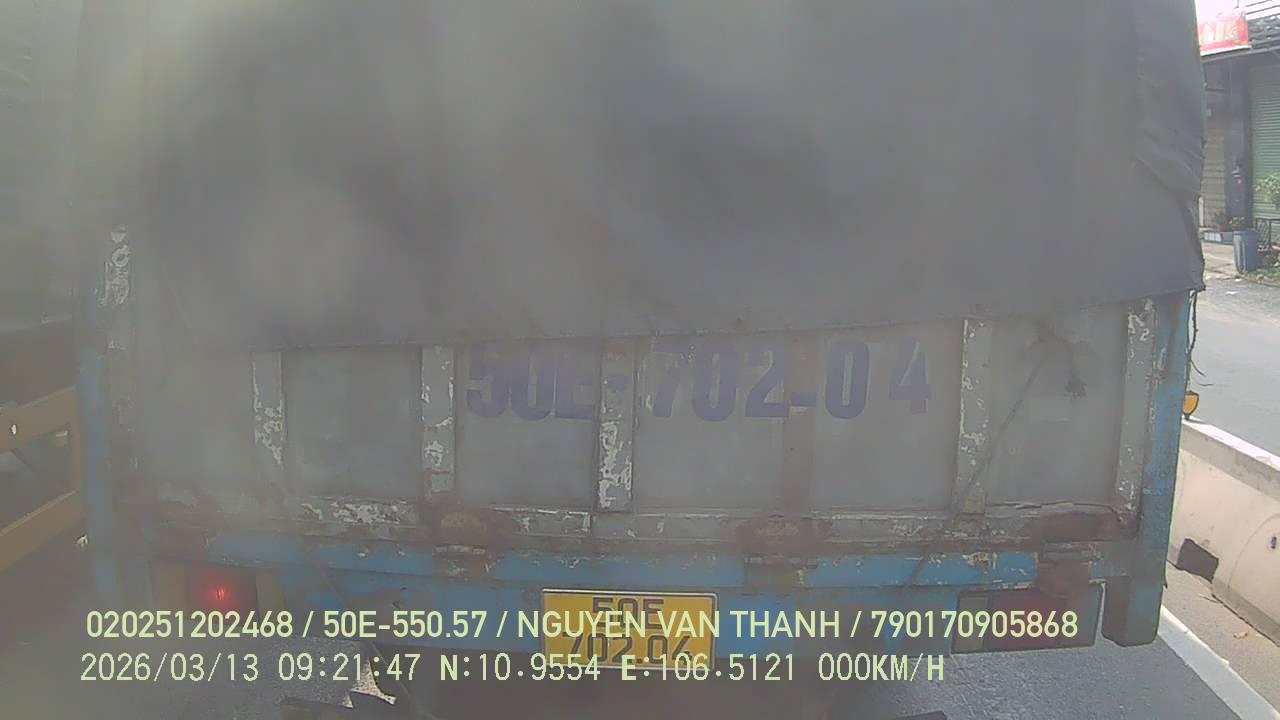 50E-702.04
50E
702.04
020251202468 / 50E-550.57 / NGUYEN VAN THANH / 790170905868
2026/03/13 09:21:47 N:10.9554 E:106.5121 000KM/H